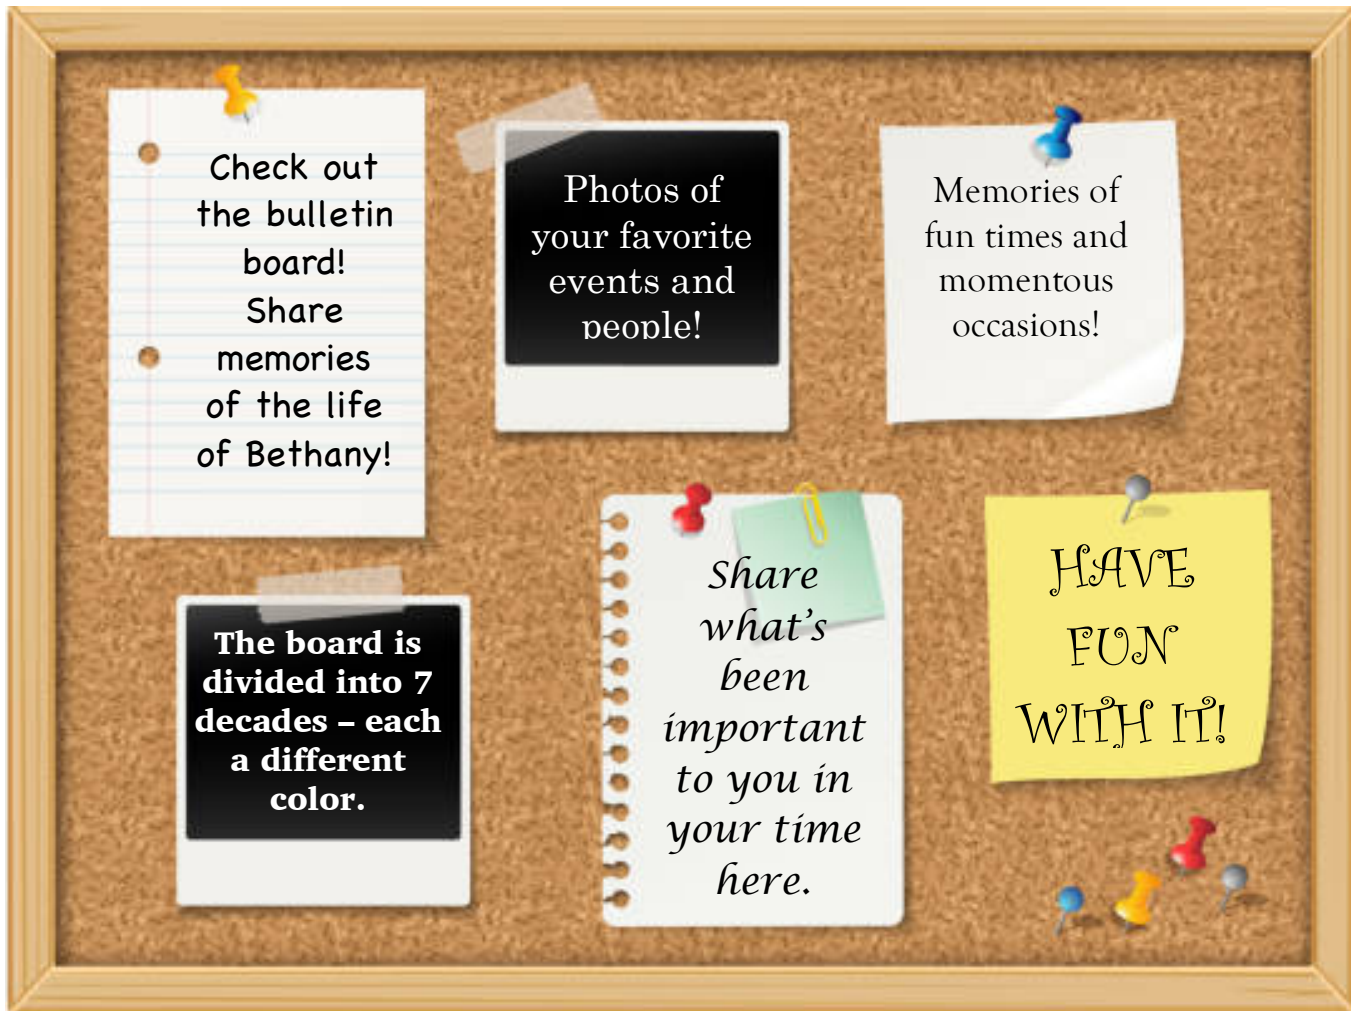 Check out
the bulletin
board!
Share
memories
of the life
of Bethany!
Photos of
your favorite
events and
people!
Memories of
fun times and
momentous
occasions!
The board is
divided into 7
decades – each
a different
color.
Share
what’s
been
important
to you in
your time
here.
HAVE
FUN
WITH IT!